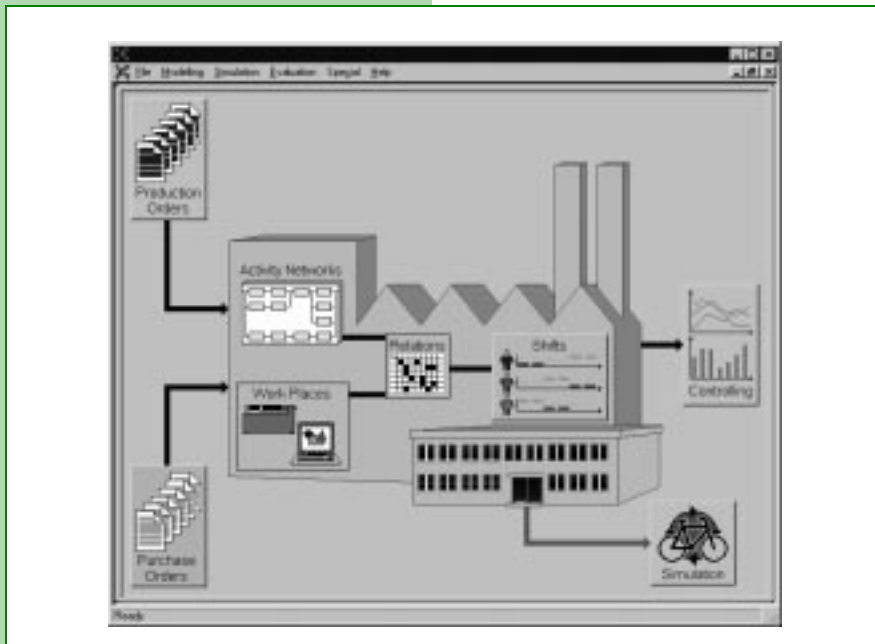 File Modelling Simulation Evaluation Special Help
Production
Orders
Activity Networks
Relations
Shifts
Work Places
Controlling
Purchase
Orders
Simulation
Ready